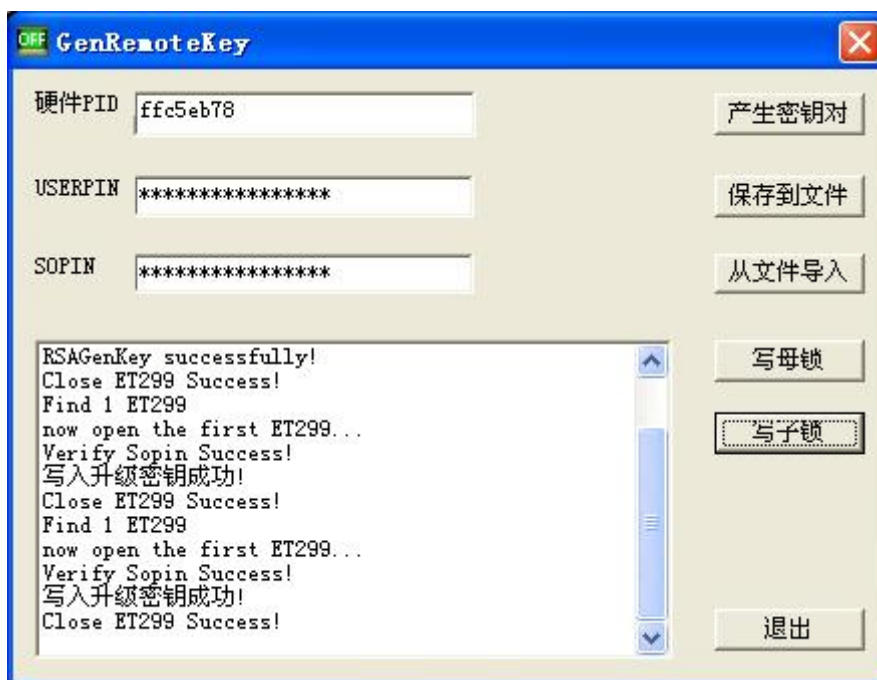 OFF GenRemoteKey
硬件PID ffc5eb78 产生密钥对
USERPIN **************** 保存到文件
SOPIN **************** 从文件导入
RSAGenKey successfully!
Close ET299 Success!
Find 1 ET299
now open the first ET299...
Verify Sopin Success!
写入升级密钥成功!
Close ET299 Success!
Find 1 ET299
now open the first ET299...
Verify Sopin Success!
写入升级密钥成功!
Close ET299 Success!
写母锁
写子锁
退出